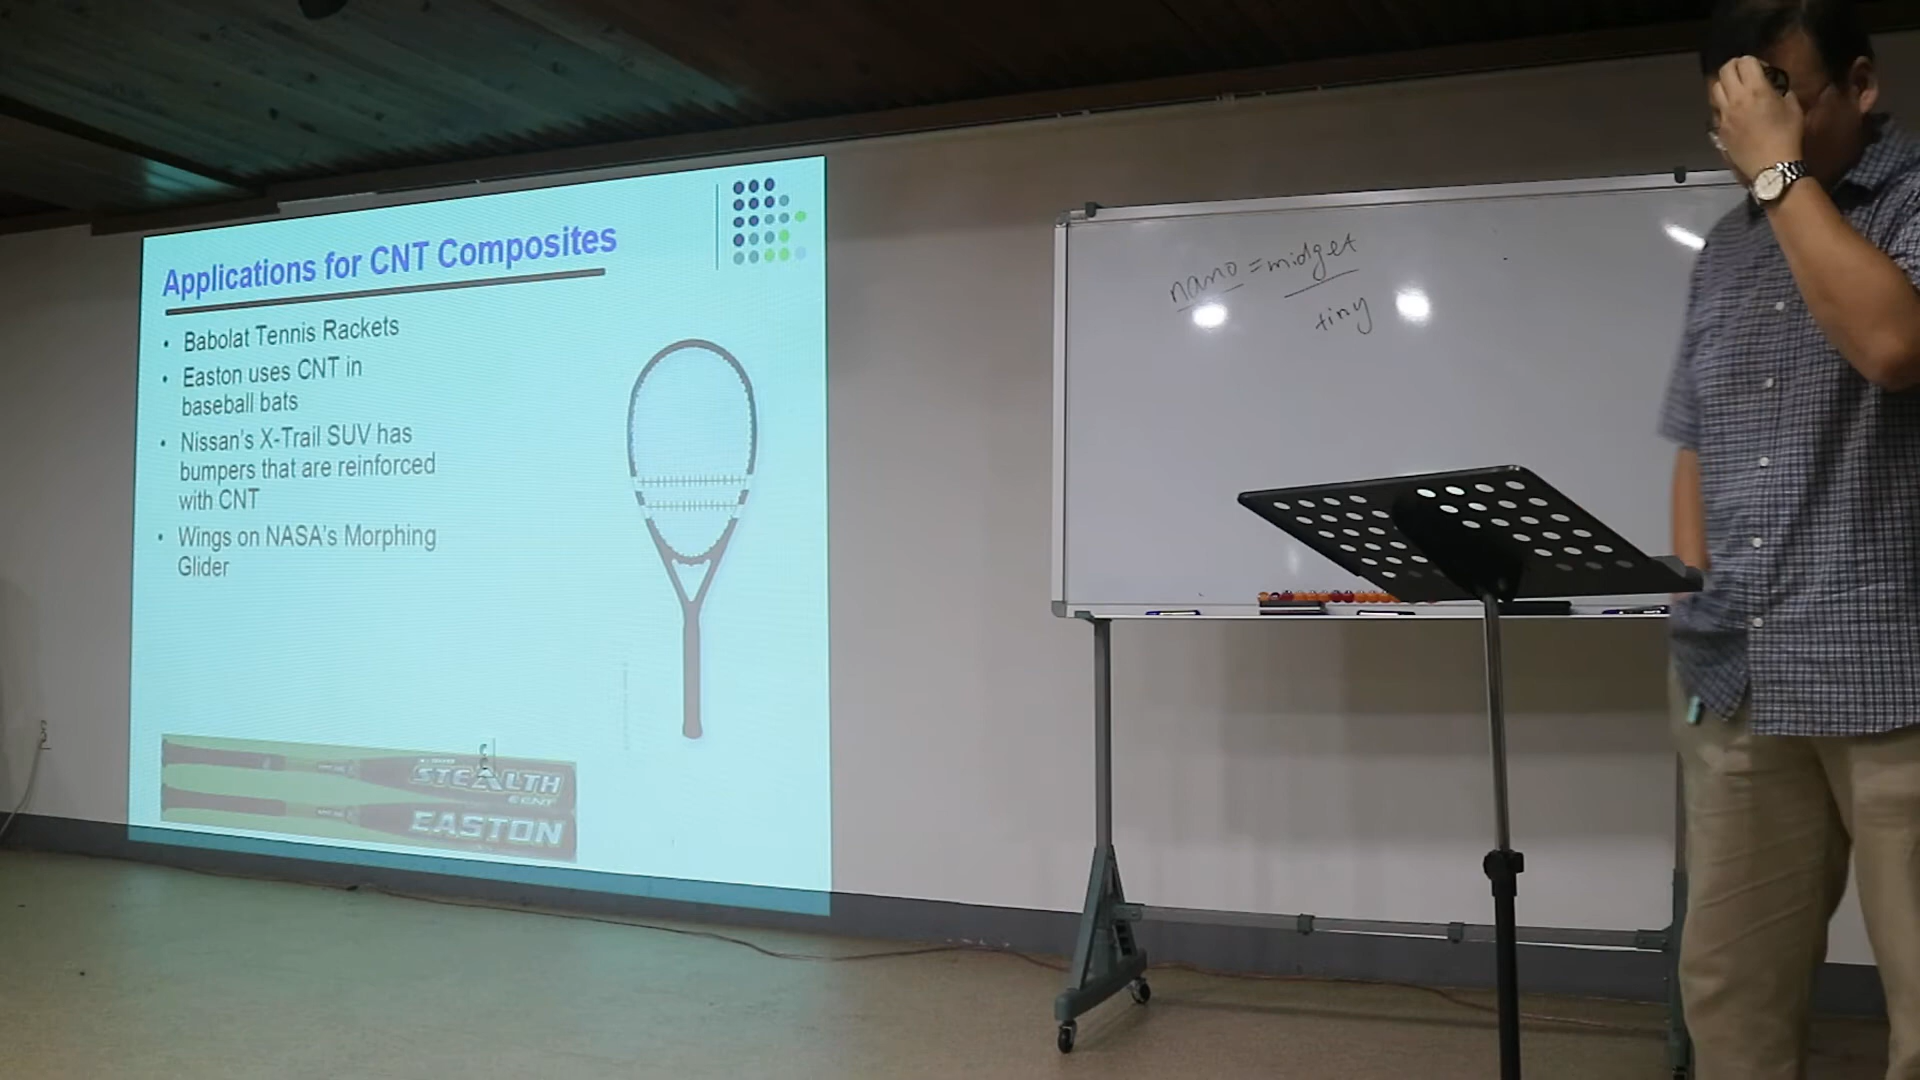 Applications for CNT Composites
• Babolat Tennis Rackets
• Easton uses CNT in
baseball bats
• Nissan's X-Trail SUV has
bumpers that are reinforced
with CNT
• Wings on NASA's Morphing
Glider
STEALTH
CNT
EASTON
nano = midget
tiny